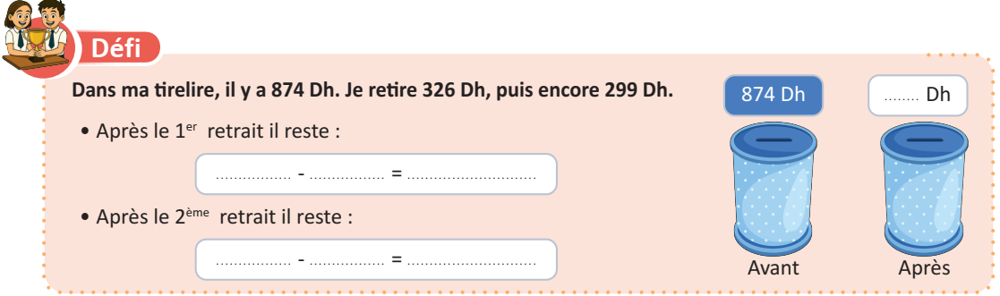 Défi
Dans ma tirelire, il y a 874 Dh. Je retire 326 Dh, puis encore 299 Dh.
• Après le 1er retrait il reste :
................. - ................. = .............................
• Après le 2ème retrait il reste :
................. - ................. = .............................
874 Dh
........ Dh
Avant
Après